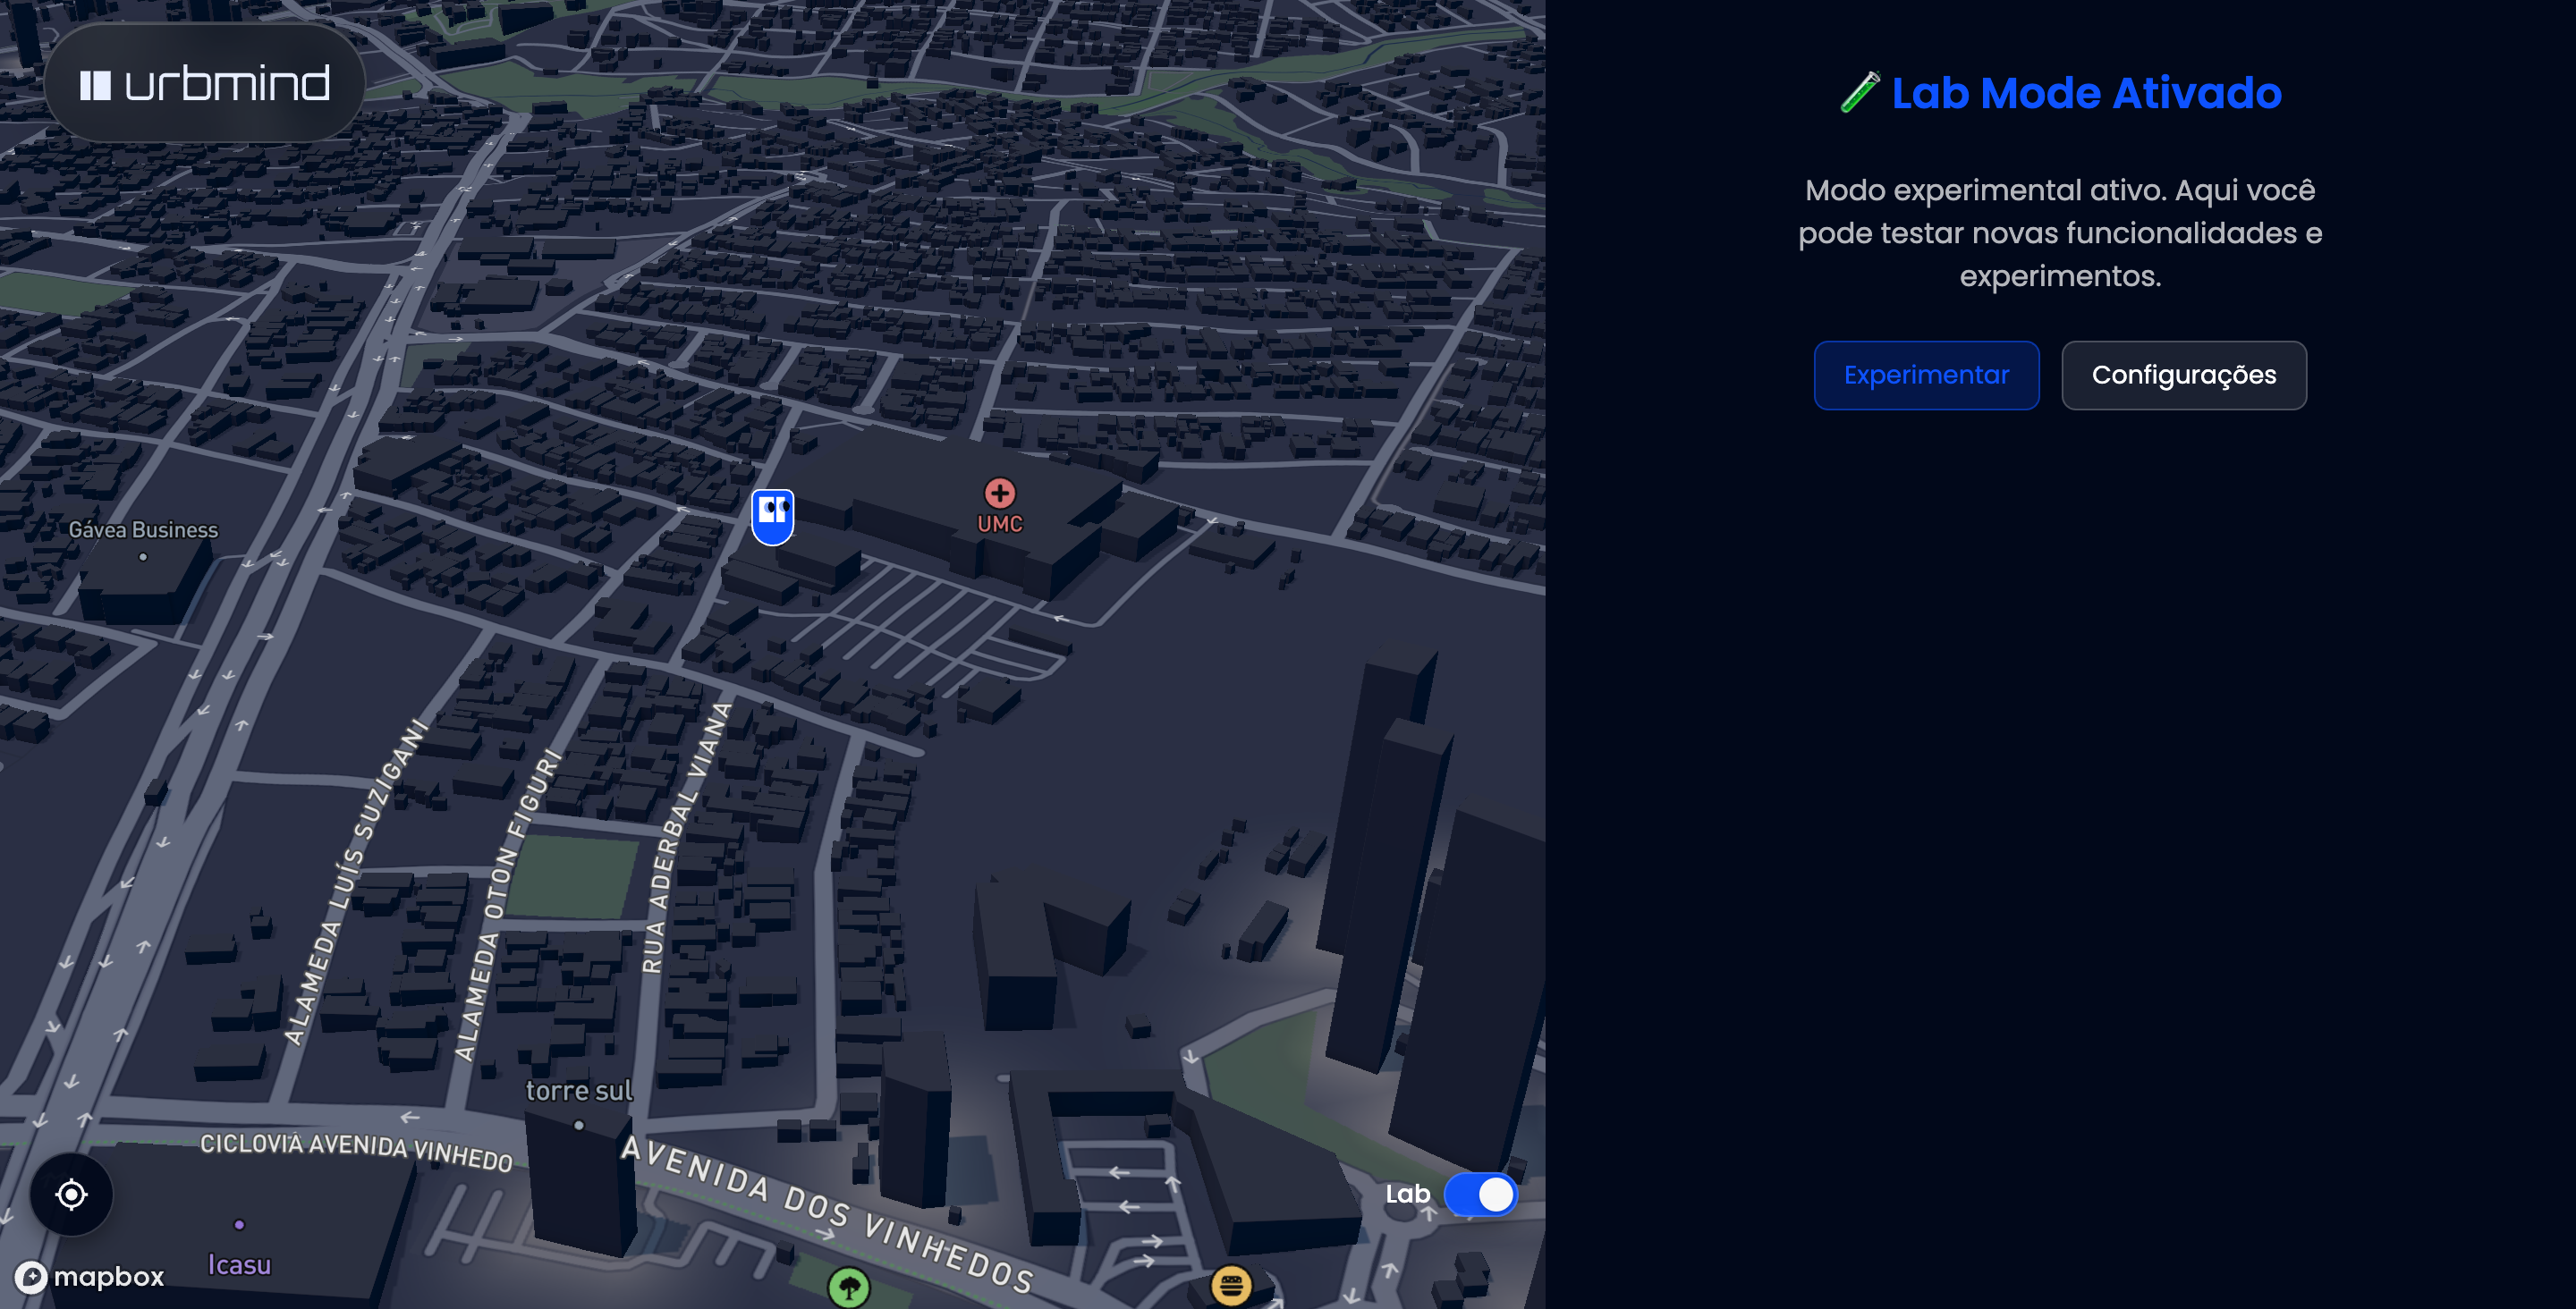 urbmind
Gávea Business
UMC
ALAMEDA LUÍS SUZIGANI
ALAMEDA OTON FIGUEIRI
RUA ADERBAL VIANA
torre sul
CICLOVIA AVENIDA VINHEDO
AVENIDA DOS VINHEDOS
Icasu
mapbox
Lab
Lab Mode Ativado
Modo experimental ativo. Aqui você
pode testar novas funcionalidades e
experimentos.
Experimentar
Configurações